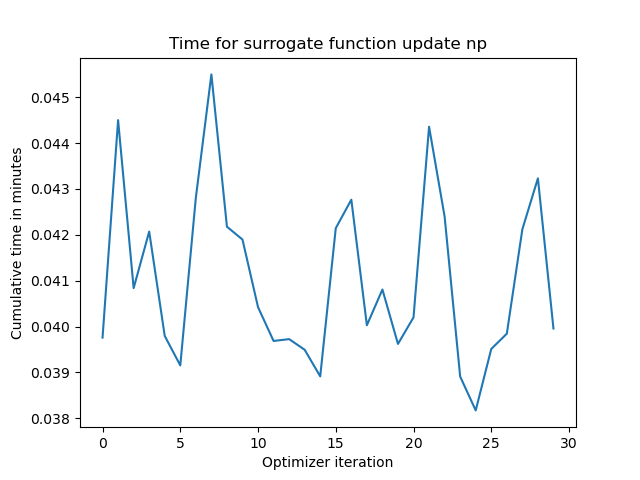 Time for surrogate function update np
Cumulative time in minutes
0.045
0.044
0.043
0.042
0.041
0.040
0.039
0.038
0 5 10 15 20 25 30
Optimizer iteration